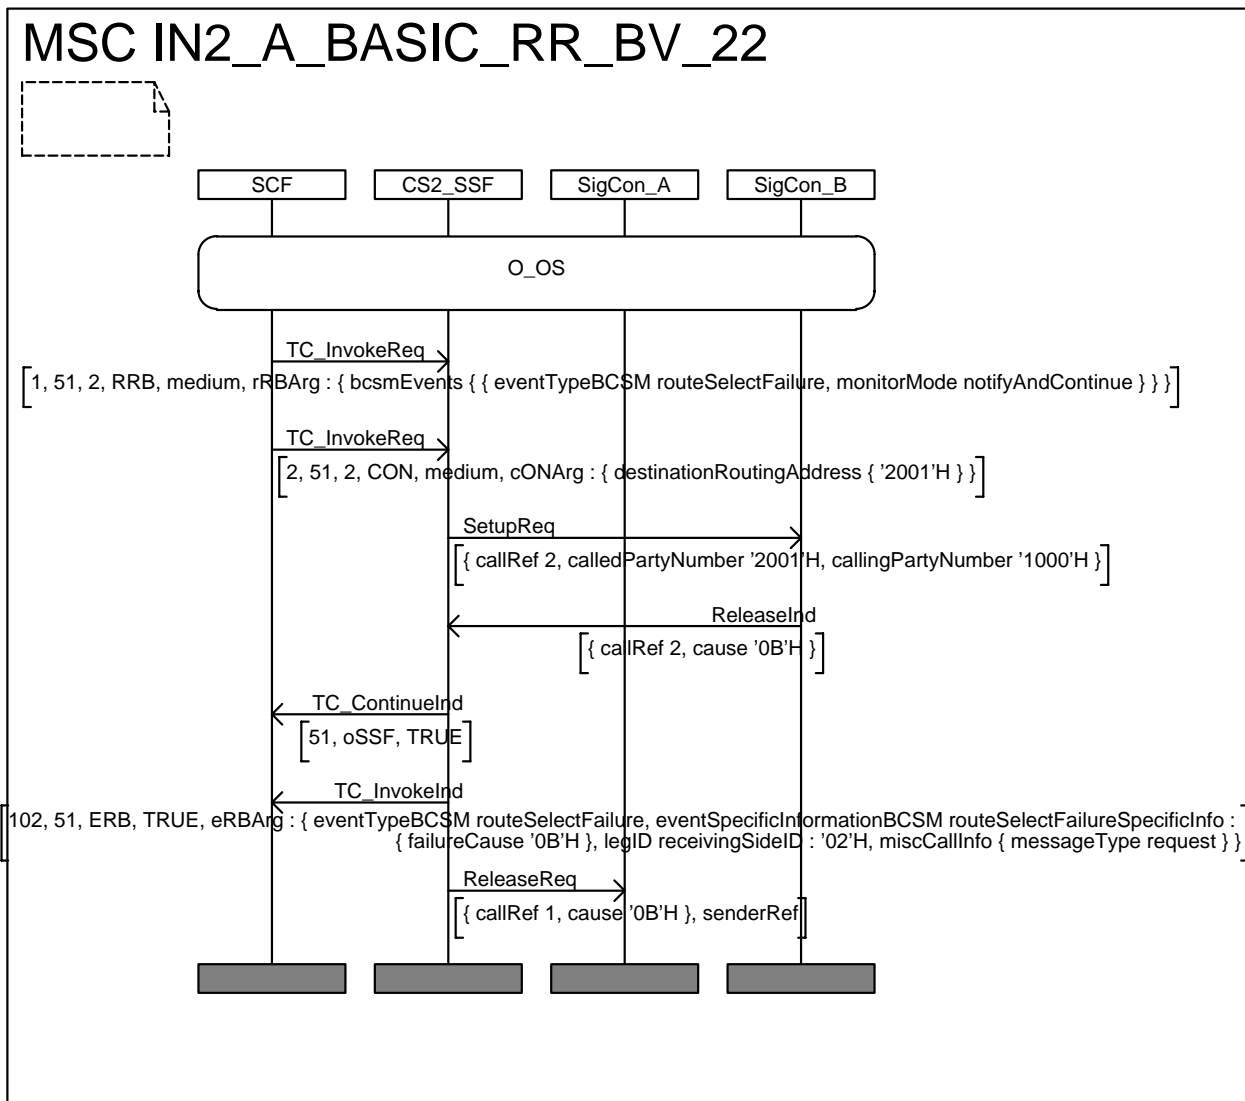 MSC IN2_A_BASIC_RR_BV_22
SCF CS2_SSF SigCon_A SigCon_B
O_OS
TC_InvokeReq
1, 51, 2, RRB, medium, rRBArg : { bcsmEvents { { eventTypeBCSM routeSelectFailure, monitorMode notifyAndContinue } } }
TC_InvokeReq
2, 51, 2, CON, medium, cONArg : { destinationRoutingAddress { '2001'H } }
SetupReq
{ callRef 2, calledPartyNumber '2001'H, callingPartyNumber '1000'H }
ReleaseInd
{ callRef 2, cause '0B'H }
TC_ContinueInd
51, oSSF, TRUE
TC_InvokeInd
102, 51, ERB, TRUE, eRBArg : { eventTypeBCSM routeSelectFailure, eventSpecificInformationBCSM routeSelectFailureSpecificInfo :
{ failureCause '0B'H }, legID receivingSideID : '02'H, miscCallInfo { messageType request } }
ReleaseReq
{ callRef 1, cause '0B'H }, senderRef